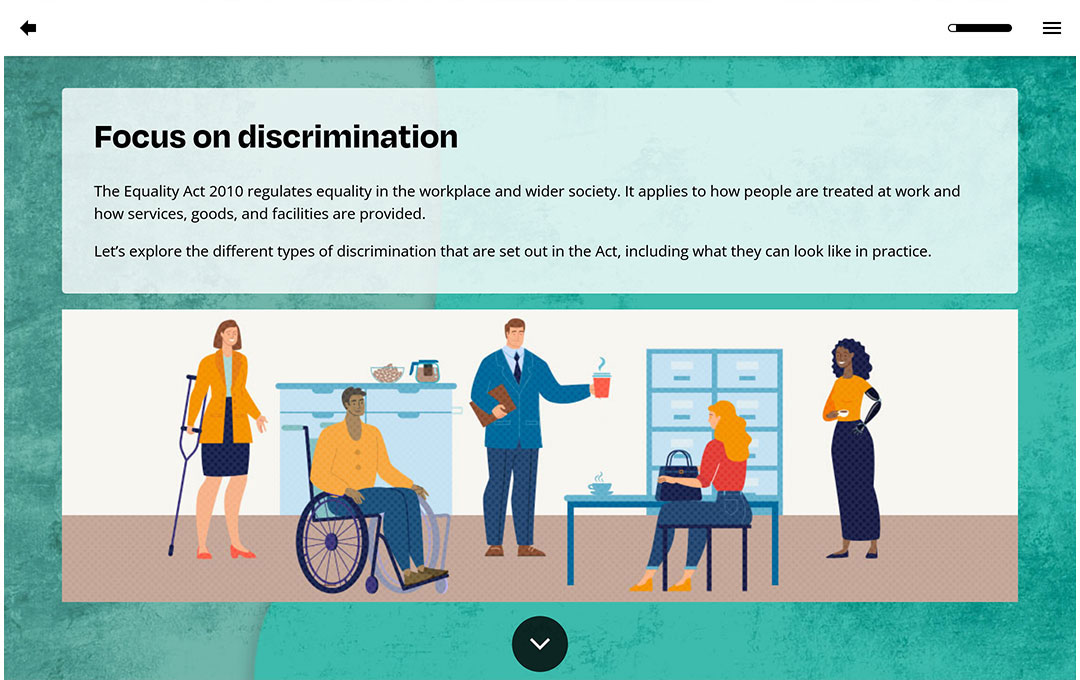 Focus on discrimination
The Equality Act 2010 regulates equality in the workplace and wider society. It applies to how people are treated at work and
how services, goods, and facilities are provided.
Let’s explore the different types of discrimination that are set out in the Act, including what they can look like in practice.